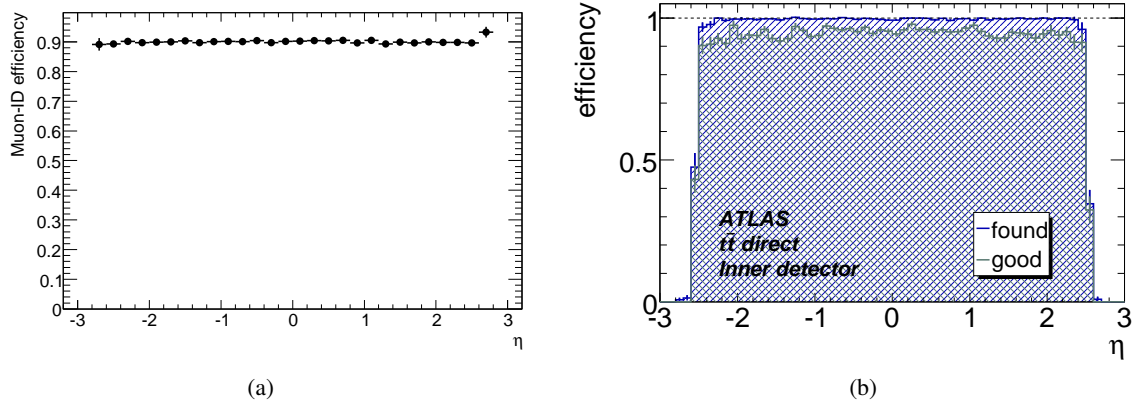 Muon-ID efficiency
1
0.9
0.8
0.7
0.6
0.5
0.4
0.3
0.2
0.1
0
-3 -2 -1 0 1 2 3
η
(a)
efficiency
1
0.5
0
ATLAS
tt̄ direct
Inner detector
found
good
-3 -2 -1 0 1 2 3
η
(b)